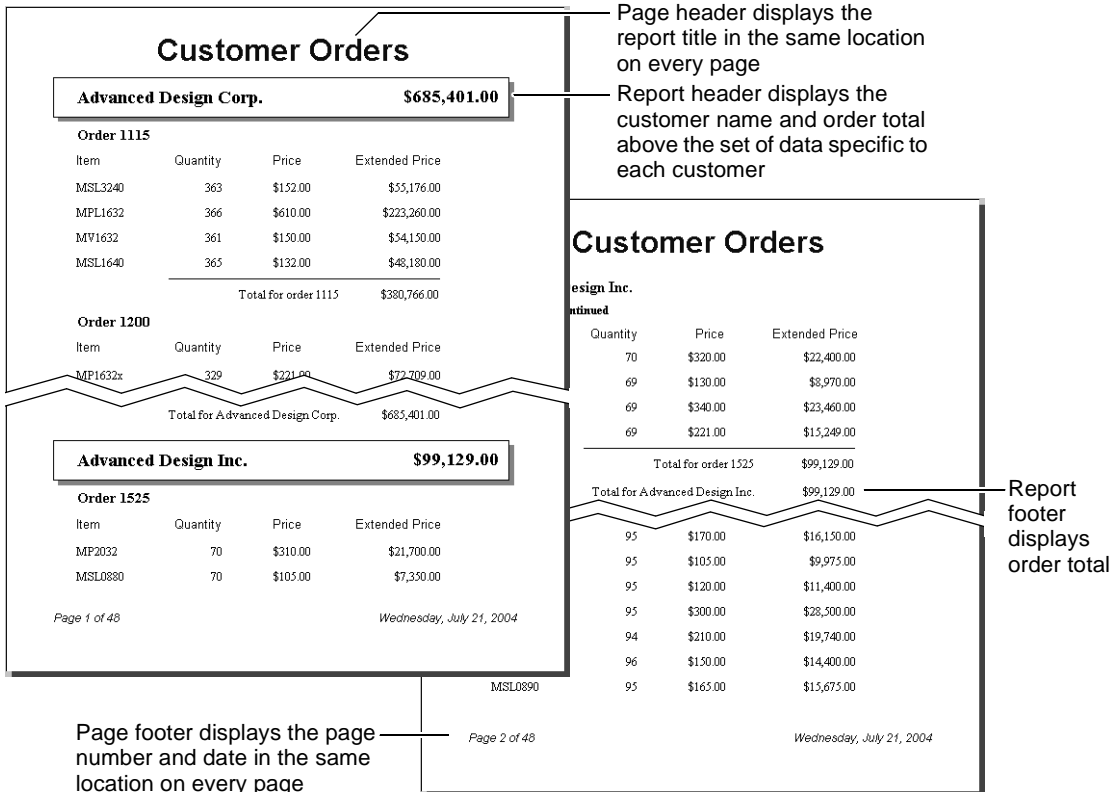 Customer Orders
Advanced Design Corp. $685,401.00
Order 1115
Item Quantity Price Extended Price
MSL3240 363 $152.00 $55,176.00
MPL1632 366 $610.00 $223,260.00
MV1632 361 $150.00 $54,150.00
MSL1640 365 $132.00 $48,180.00
Total for order 1115 $380,766.00
Order 1200
Item Quantity Price Extended Price
MP1632x 329 $221.00 $72,709.00
Total for Advanced Design Corp. $685,401.00
Advanced Design Inc. $99,129.00
Order 1525
Item Quantity Price Extended Price
MP2032 70 $310.00 $21,700.00
MSL0880 70 $105.00 $7,350.00
Page 1 of 48 Wednesday, July 21, 2004
Page header displays the
report title in the same location
on every page
Report header displays the
customer name and order total
above the set of data specific to
each customer
Customer Orders
esign Inc.
ntinued
Quantity Price Extended Price
70 $320.00 $22,400.00
69 $130.00 $8,970.00
69 $340.00 $23,460.00
69 $221.00 $15,249.00
Total for order 1525 $99,129.00
Total for Advanced Design Inc. $99,129.00
95 $170.00 $16,150.00
95 $105.00 $9,975.00
95 $120.00 $11,400.00
95 $300.00 $28,500.00
94 $210.00 $19,740.00
96 $150.00 $14,400.00
MSL0890 95 $165.00 $15,675.00
Page 2 of 48 Wednesday, July 21, 2004
Report
footer
displays
order total
Page footer displays the page
number and date in the same
location on every page